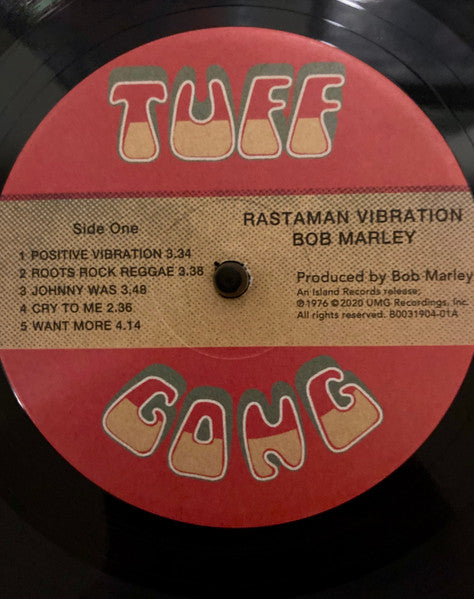 TUFF
Side One
1 POSITIVE VIBRATION 3.34
2 ROOTS ROCK REGGAE 3.38
3 JOHNNY WAS 3.48
4 CRY TO ME 2.36
5 WANT MORE 4.14
RASTAMAN VIBRATION
BOB MARLEY
Produced by Bob Marley
An Island Records release;
℗1976 ©2020 UMG Recordings, Inc.
All rights reserved. B0031904-01A
GONG